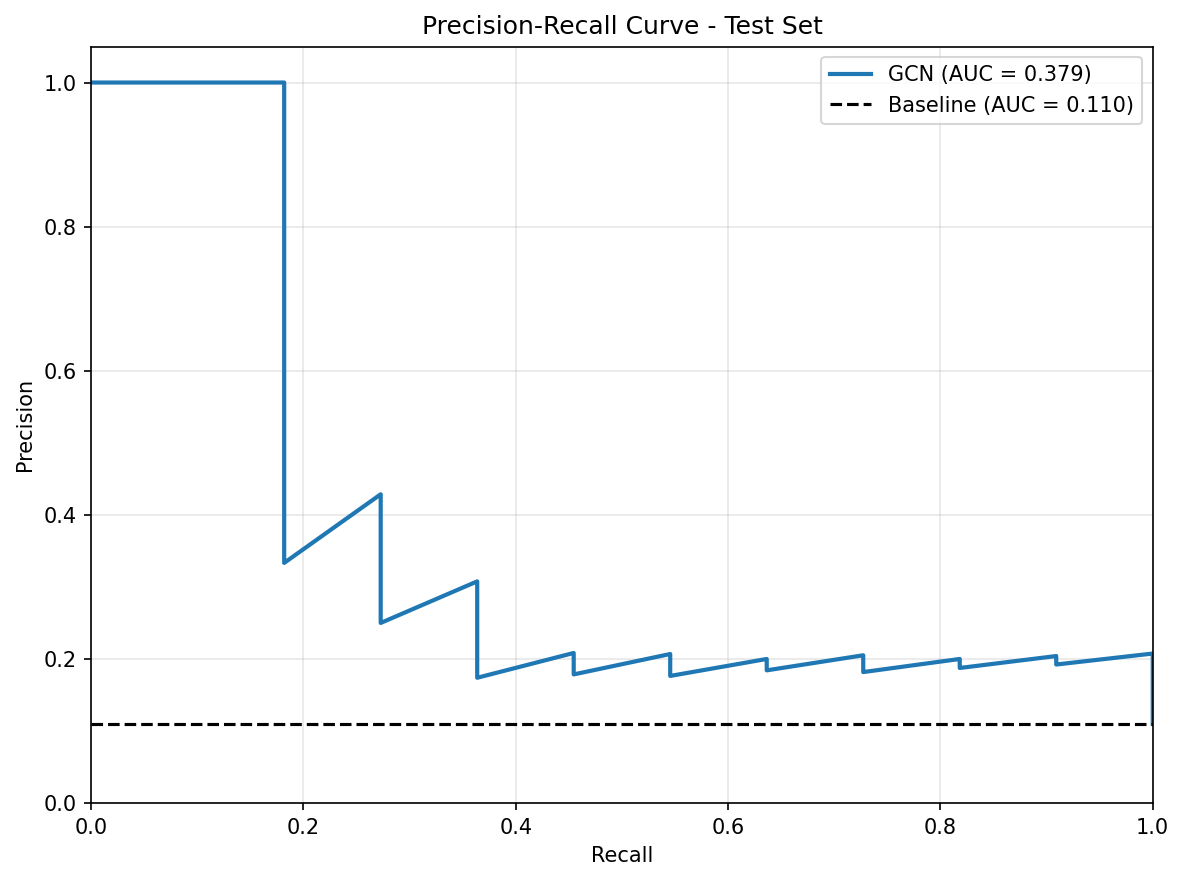 Precision-Recall Curve - Test Set
GCN (AUC = 0.379)
Baseline (AUC = 0.110)
Precision
1.0
0.8
0.6
0.4
0.2
0.0
0.0 0.2 0.4 0.6 0.8 1.0
Recall